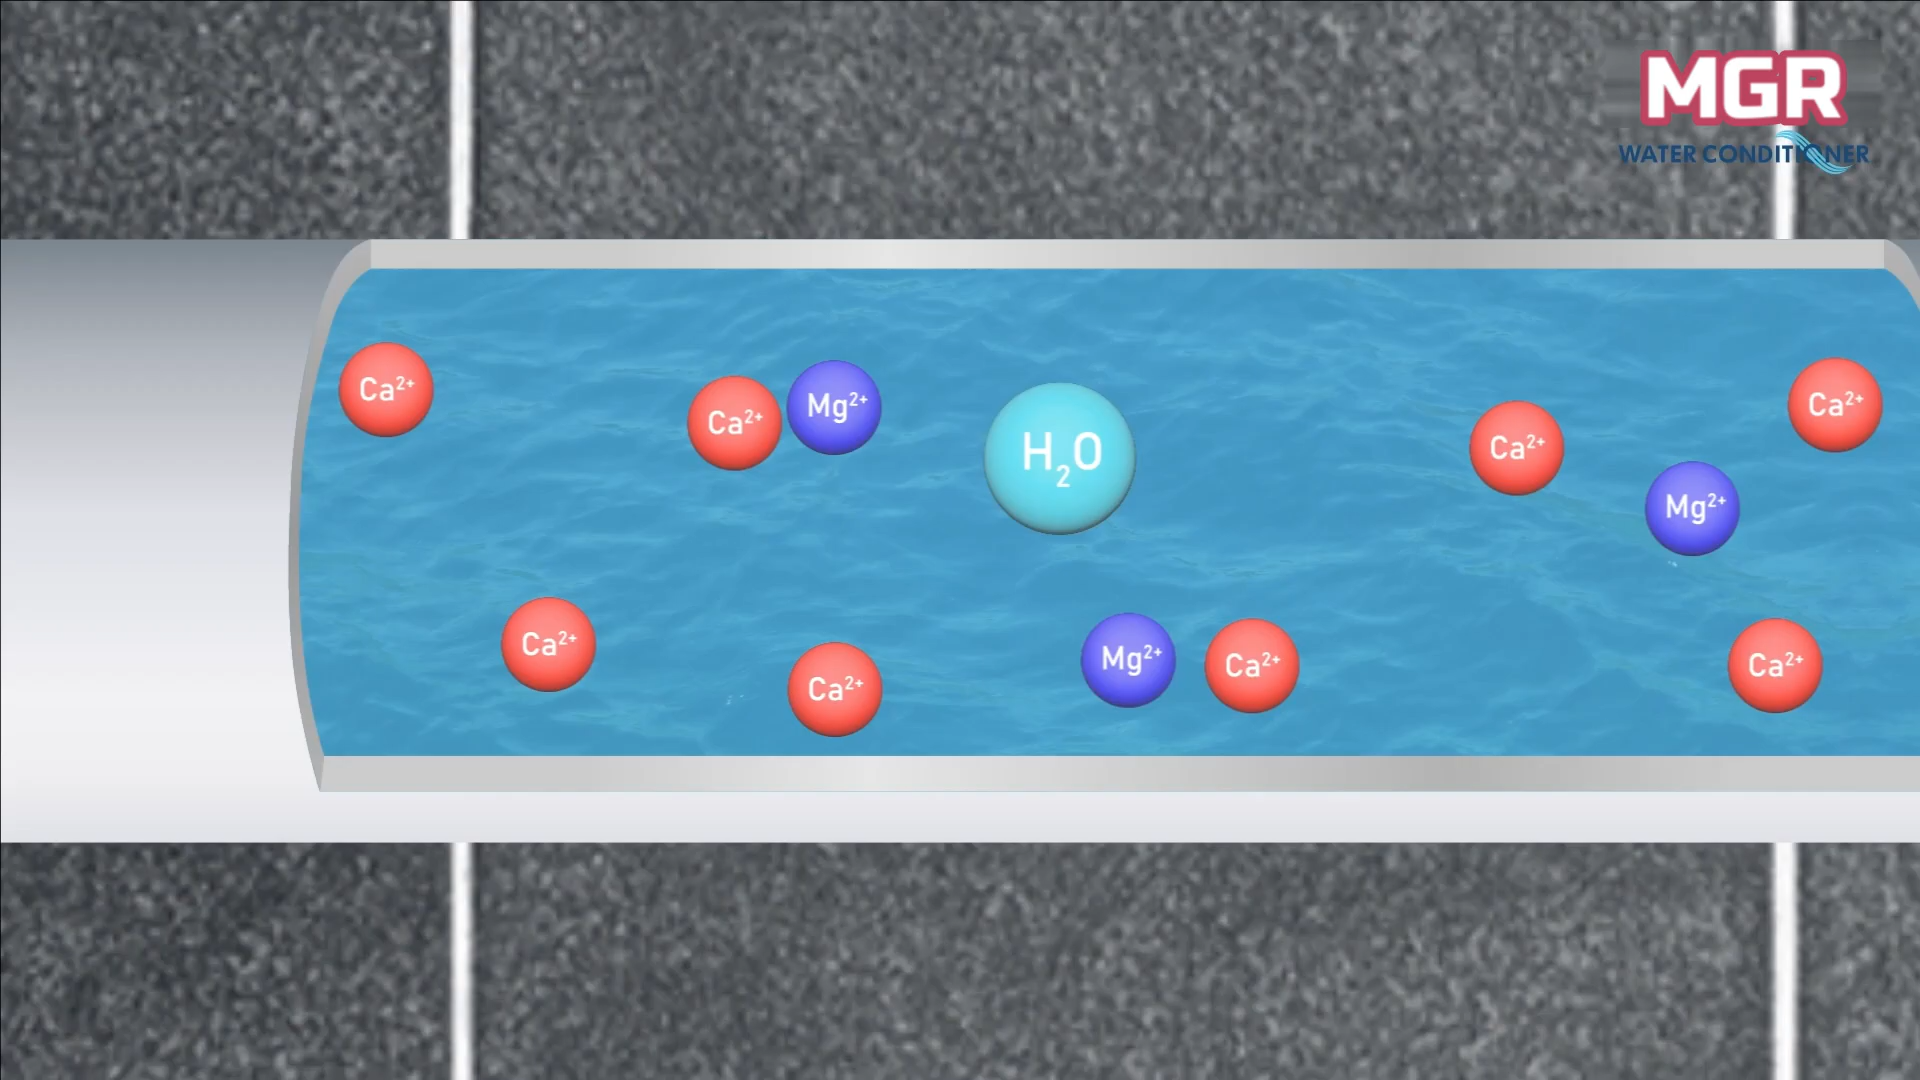 MGR
WATER CONDITIONER
Ca²⁺
Ca²⁺
Mg²⁺
H₂O
Ca²⁺
Mg²⁺
Ca²⁺
Ca²⁺
Ca²⁺
Mg²⁺
Ca²⁺
Ca²⁺